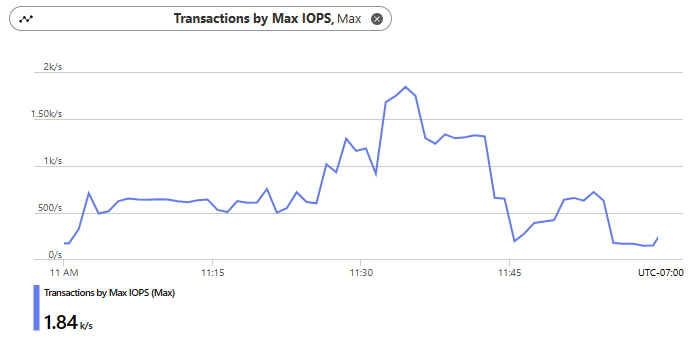 Transactions by Max IOPS, Max
2k/s
1.50k/s
1k/s
500/s
0/s
11 AM 11:15 11:30 11:45 UTC-07:00
Transactions by Max IOPS (Max)
1.84 k/s